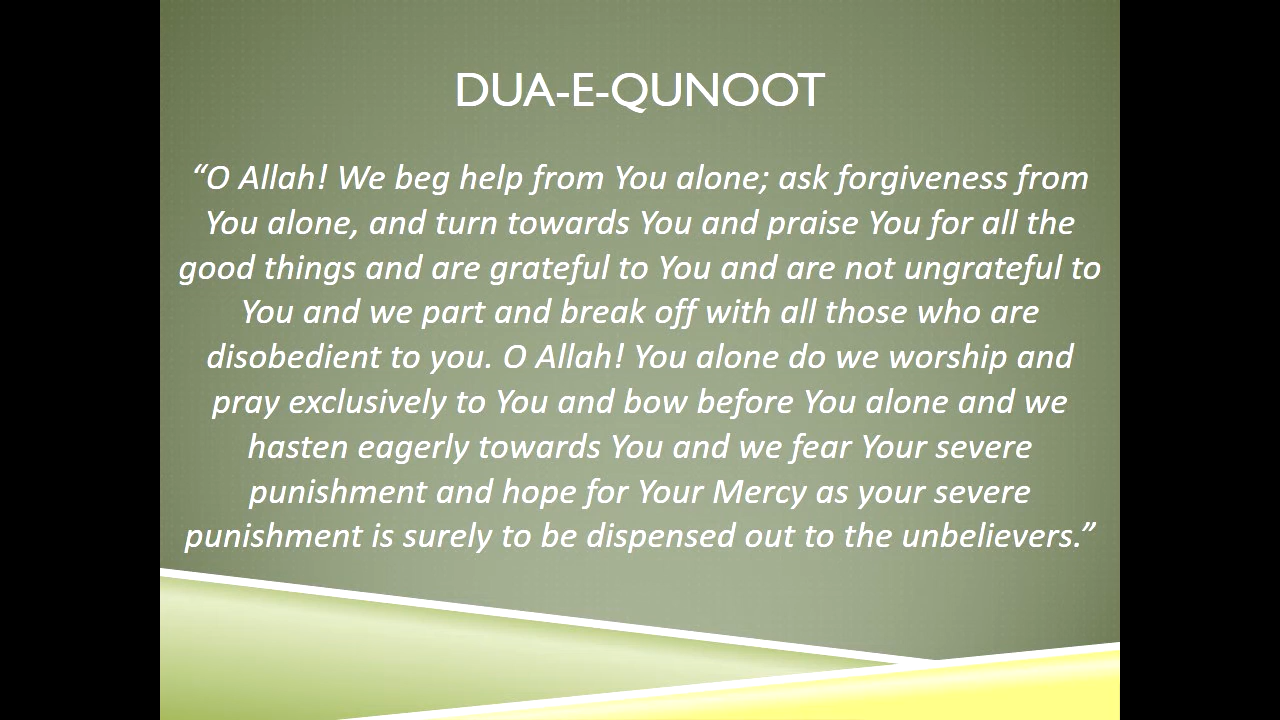 DUA-E-QUNOOT
“O Allah! We beg help from You alone; ask forgiveness from
You alone, and turn towards You and praise You for all the
good things and are grateful to You and are not ungrateful to
You and we part and break off with all those who are
disobedient to you. O Allah! You alone do we worship and
pray exclusively to You and bow before You alone and we
hasten eagerly towards You and we fear Your severe
punishment and hope for Your Mercy as your severe
punishment is surely to be dispensed out to the unbelievers.”